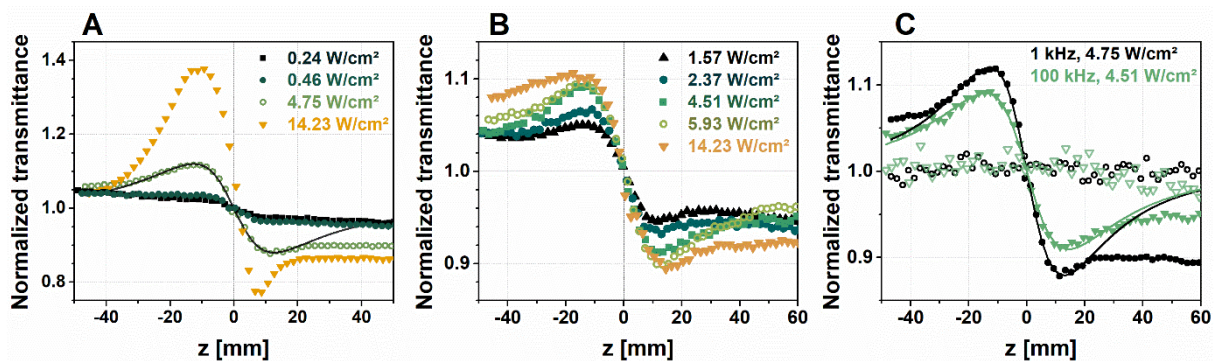 A
Normalized transmittance
1.4
1.2
1.0
0.8
0.24 W/cm²
0.46 W/cm²
4.75 W/cm²
14.23 W/cm²
-40
-20
0
20
40
z [mm]
B
Normalized transmittance
1.1
1.0
0.9
1.57 W/cm²
2.37 W/cm²
4.51 W/cm²
5.93 W/cm²
14.23 W/cm²
-40
-20
0
20
40
60
z [mm]
C
Normalized transmittance
1.1
1.0
0.9
1 kHz, 4.75 W/cm²
100 kHz, 4.51 W/cm²
-40
-20
0
20
40
60
z [mm]